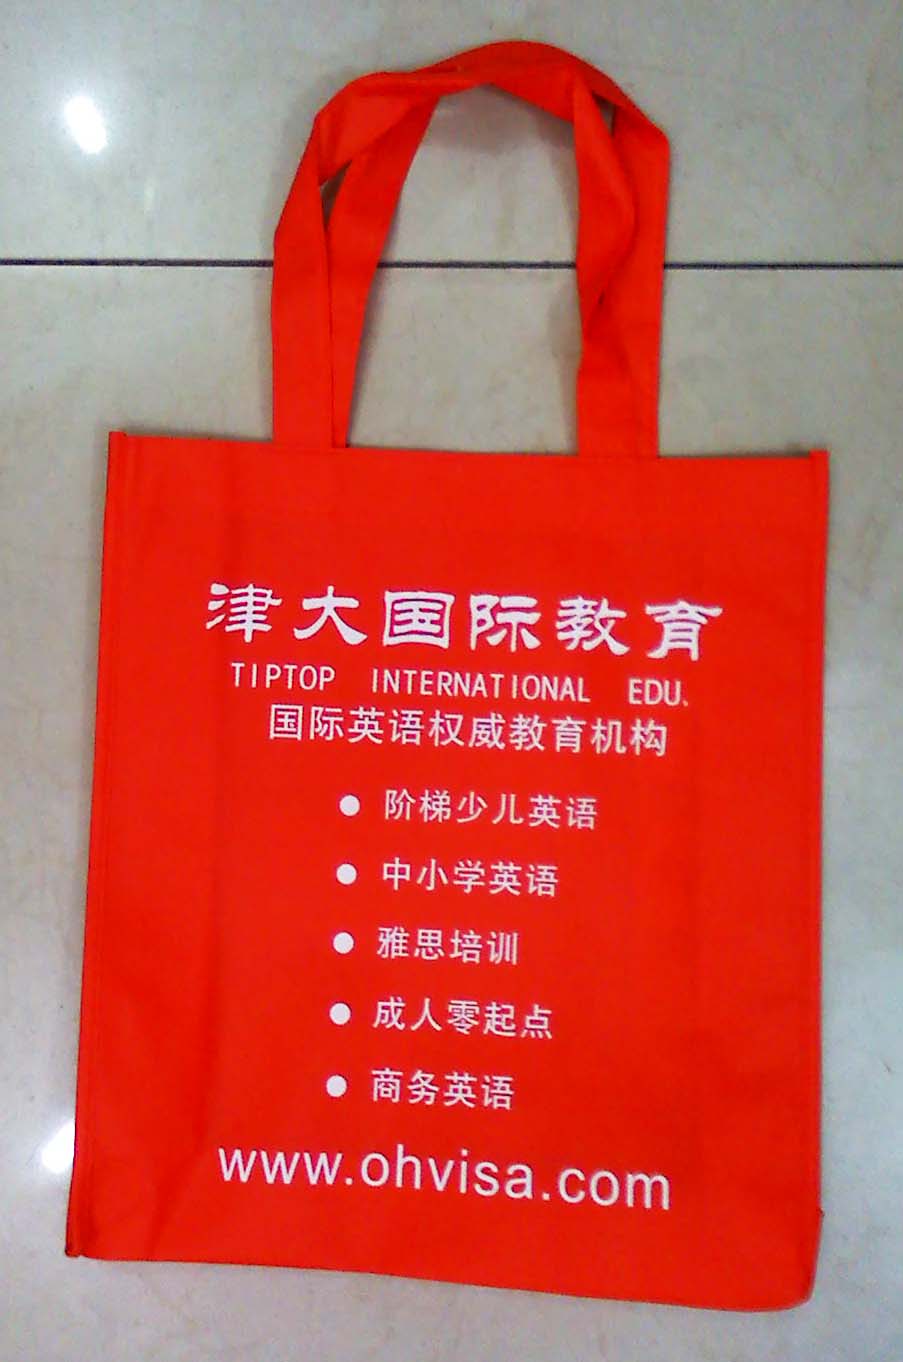 津大国际教育
TIPTOP INTERNATIONAL EDU.
国际英语权威教育机构
● 阶梯少儿英语
● 中小学英语
● 雅思培训
● 成人零起点
● 商务英语
www.ohvisa.com